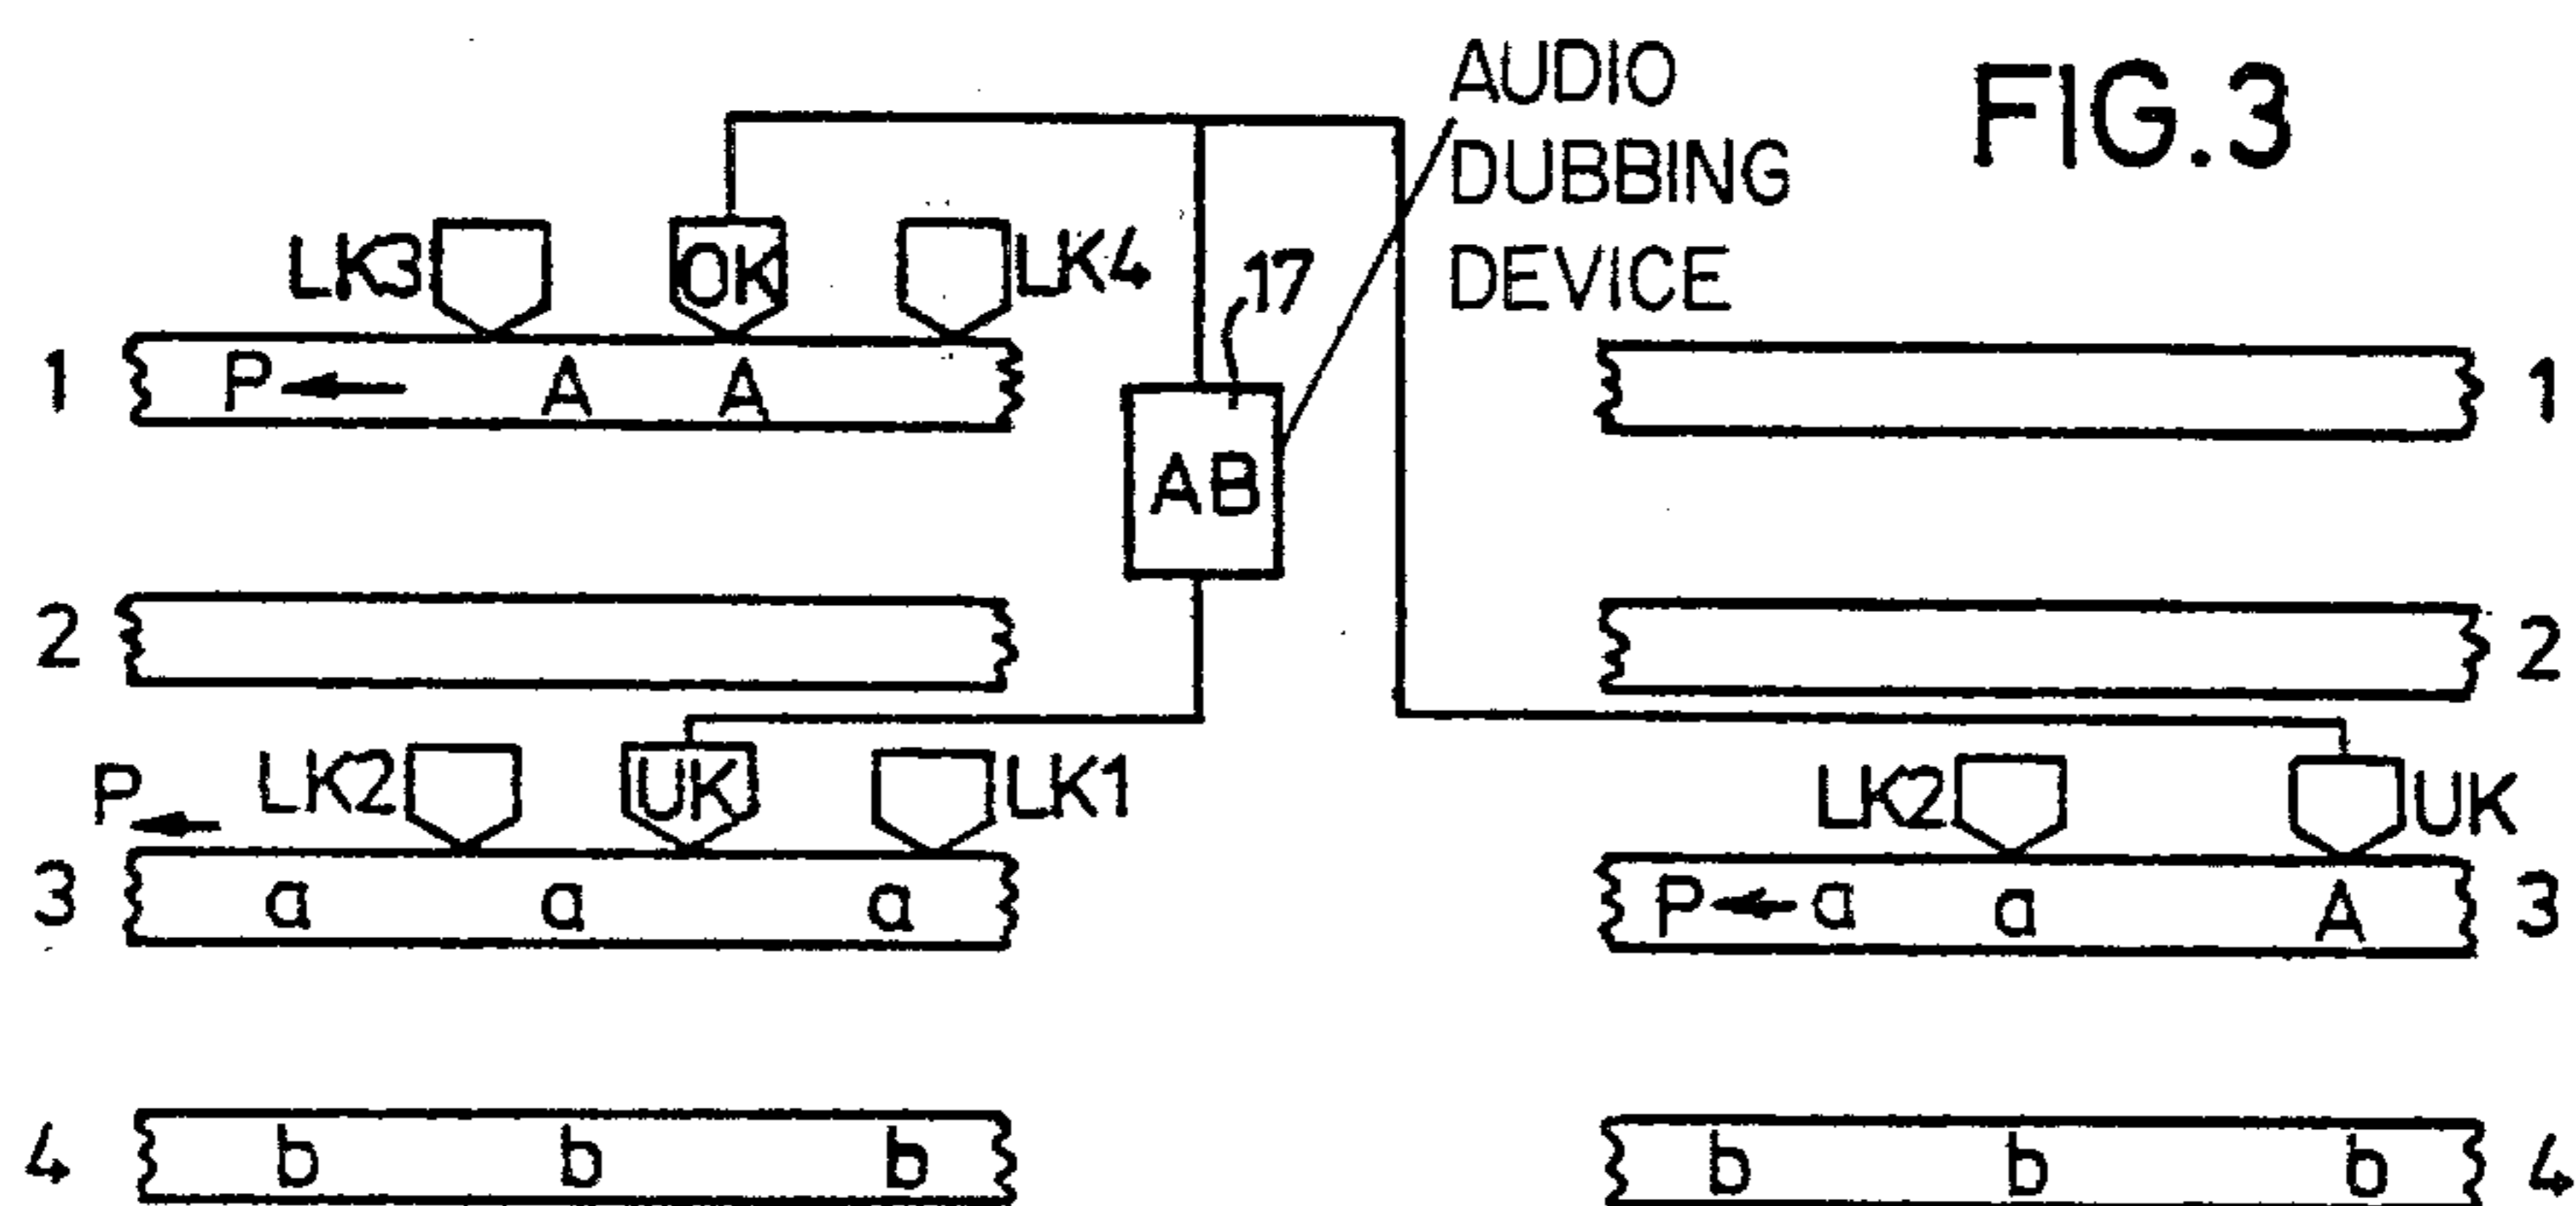 FIG.3
AUDIO
DUBBING
DEVICE
LK3 OK LK4
17
1 P A A 1
AB
2 2
LK2 UK LK1 LK2 UK
P
3 a a a P a a A 3
4 b b b b b b 4